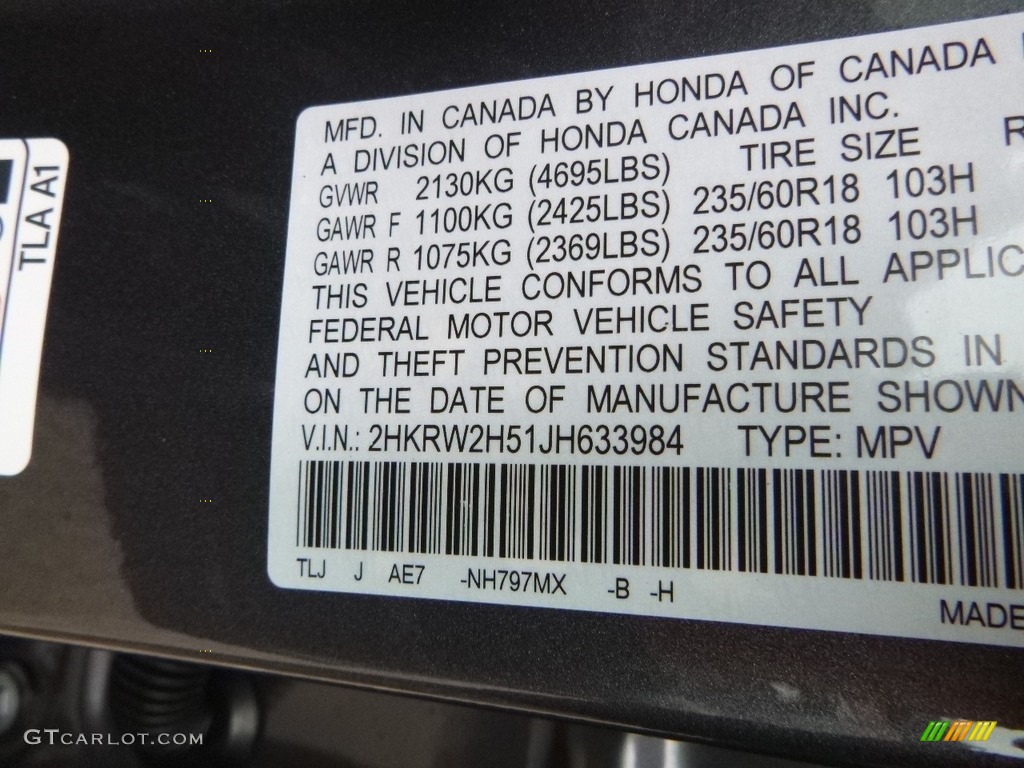 MFD. IN CANADA BY HONDA OF CANADA
A DIVISION OF HONDA CANADA INC.
GVWR 2130KG (4695LBS) TIRE SIZE R
GAWR F 1100KG (2425LBS) 235/60R18 103H
GAWR R 1075KG (2369LBS) 235/60R18 103H
THIS VEHICLE CONFORMS TO ALL APPLIC
FEDERAL MOTOR VEHICLE SAFETY
AND THEFT PREVENTION STANDARDS IN
ON THE DATE OF MANUFACTURE SHOWN
V.I.N.: 2HKRW2H51JH633984 TYPE: MPV
TLJ J AE7 -NH797MX -B -H
MADE
TLA A1
GTCARLOT.COM